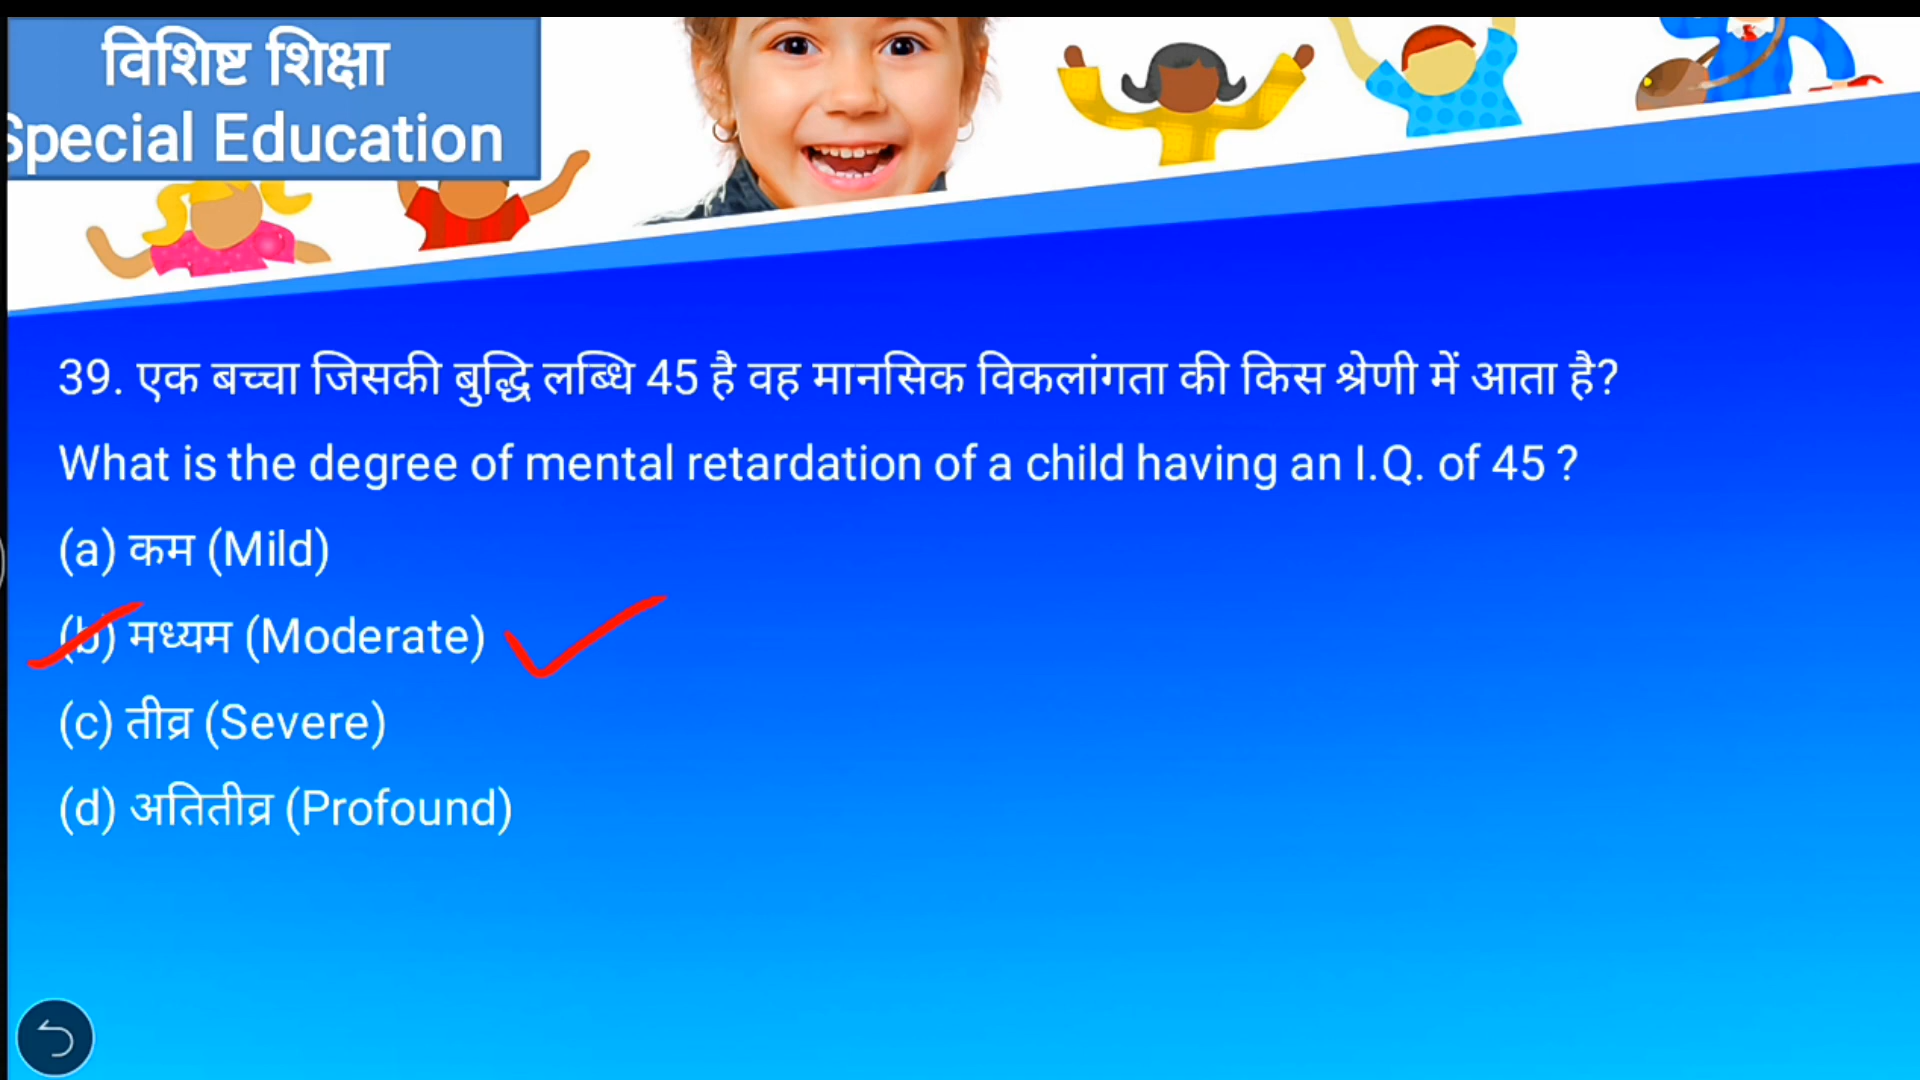 विशिष्ट शिक्षा
Special Education
39. एक बच्चा जिसकी बुद्धि लब्धि 45 है वह मानसिक विकलांगता की किस श्रेणी में आता है?
What is the degree of mental retardation of a child having an I.Q. of 45 ?
(a) कम (Mild)
(b) मध्यम (Moderate)
(c) तीव्र (Severe)
(d) अतितीव्र (Profound)